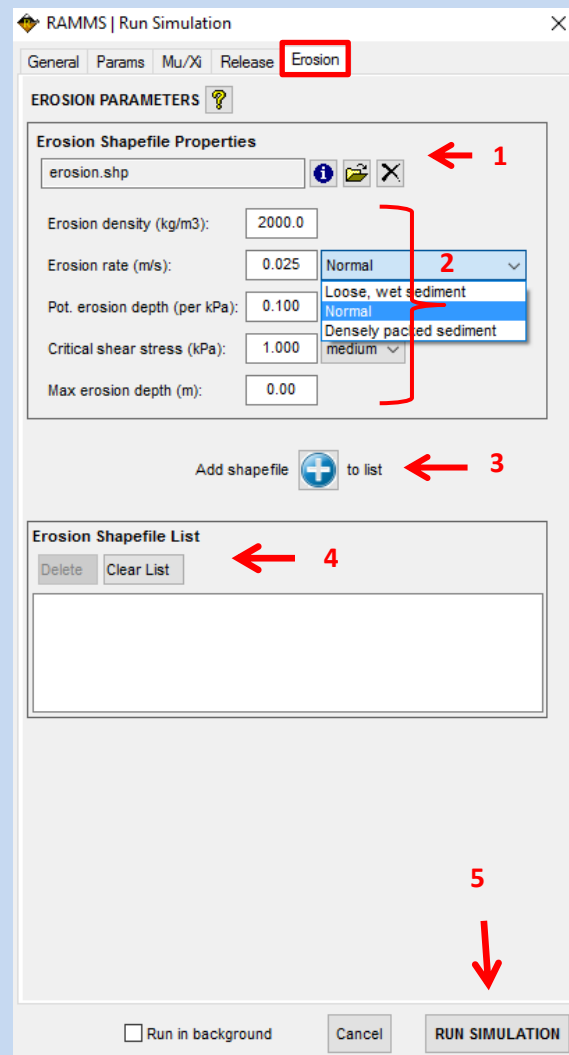 RAMMS | Run Simulation
General Params Mu/Xi Release Erosion
EROSION PARAMETERS ?
Erosion Shapefile Properties
erosion.shp
1
Erosion density (kg/m3): 2000.0
Erosion rate (m/s): 0.025 Normal 2
Loose, wet sediment
Pot. erosion depth (per kPa): 0.100 Normal
Densely packed sediment
Critical shear stress (kPa): 1.000 medium
Max erosion depth (m): 0.00
Add shapefile to list 3
Erosion Shapefile List
4
Delete Clear List
5
Run in background Cancel RUN SIMULATION